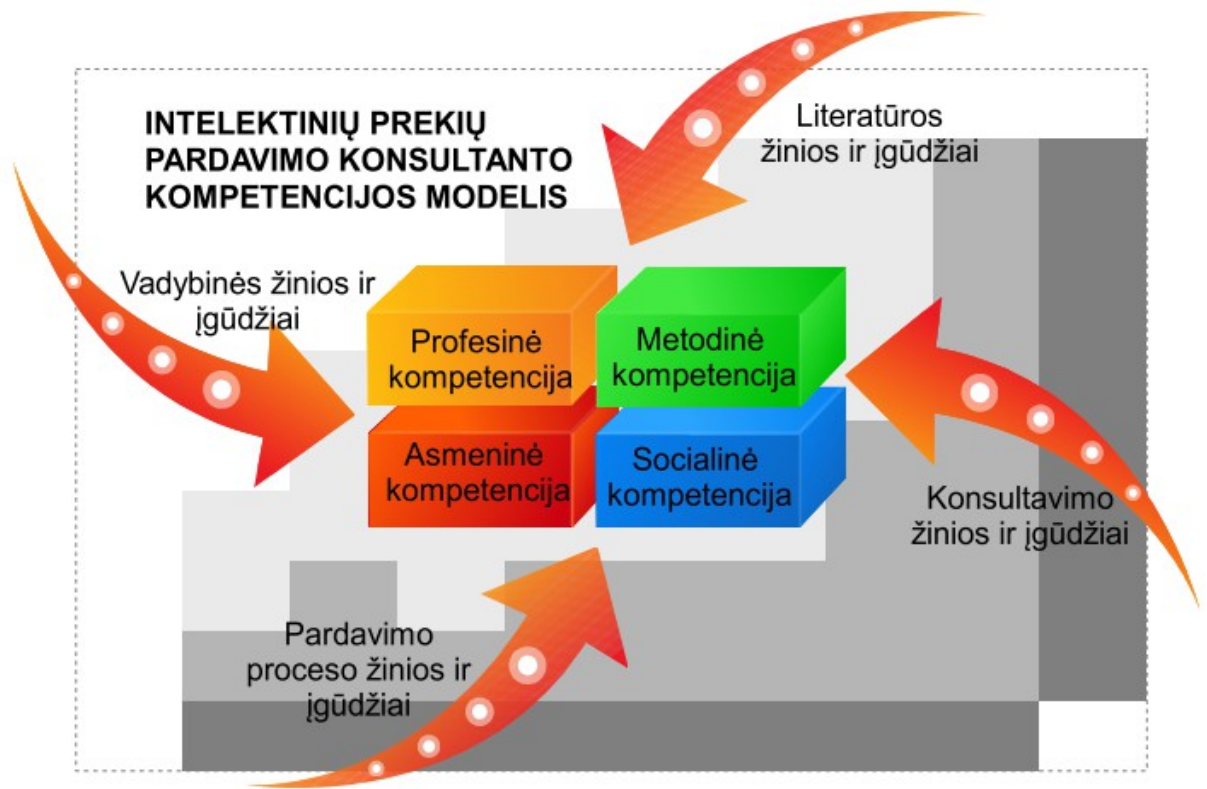 INTELEKTINIŲ PREKIŲ
PARDAVIMO KONSULTANTO
KOMPETENCIJOS MODELIS
Literatūros
žinios ir įgūdžiai
Vadybinės žinios ir
įgūdžiai
Profesinė
kompetencija
Metodinė
kompetencija
Asmeninė
kompetencija
Socialinė
kompetencija
Konsultavimo
žinios ir įgūdžiai
Pardavimo
proceso žinios ir
įgūdžiai